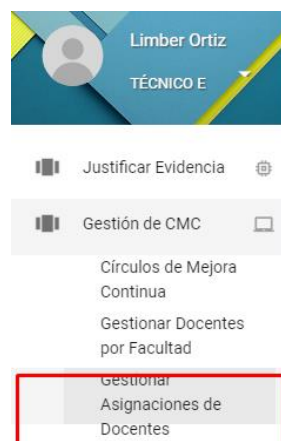 Limber Ortiz
TÉCNICO E
Justificar Evidencia
Gestión de CMC
Círculos de Mejora
Continua
Gestionar Docentes
por Facultad
Gestionar
Asignaciones de
Docentes